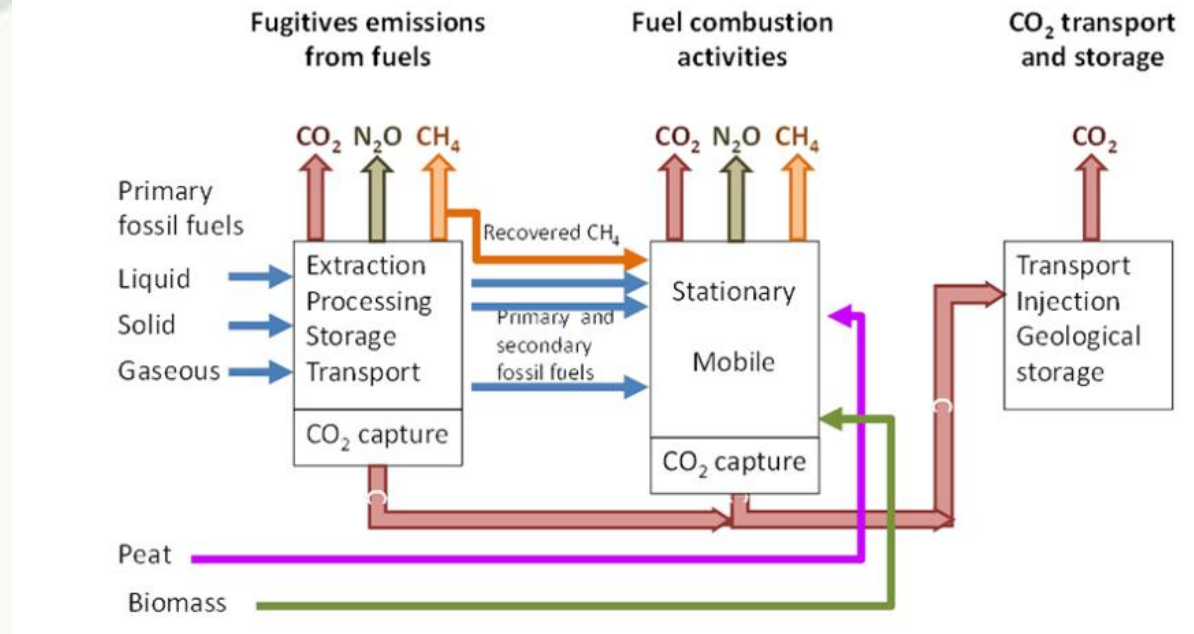 Fugitives emissions
from fuels
Fuel combustion
activities
CO₂ transport
and storage
CO₂ N₂O CH₄
CO₂ N₂O CH₄
CO₂
Primary
fossil fuels
Liquid
Solid
Gaseous
Extraction
Processing
Storage
Transport
CO₂ capture
Recovered CH₄
Primary and
secondary
fossil fuels
Stationary
Mobile
CO₂ capture
Transport
Injection
Geological
storage
Peat
Biomass